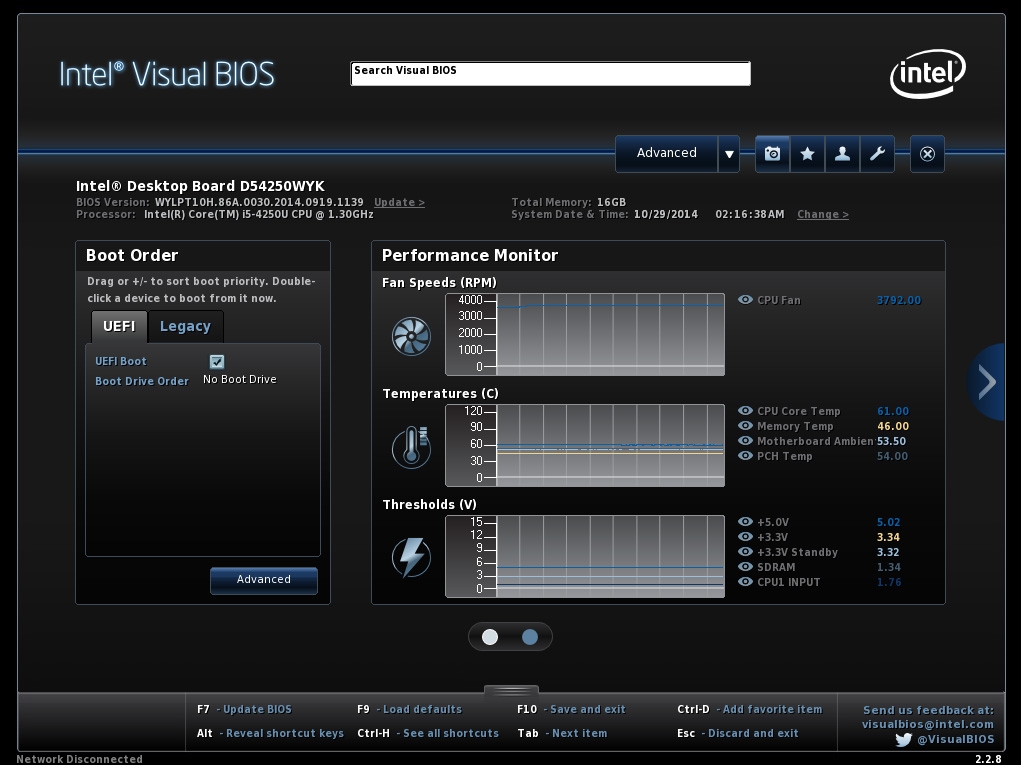 Intel® Visual BIOS
Search Visual BIOS
intel®
Advanced
Intel® Desktop Board D54250WYK
BIOS Version: WYLPT10H.86A.0030.2014.0919.1139 Update >
Total Memory: 16GB
Processor: Intel(R) Core(TM) i5-4250U CPU @ 1.30GHz
System Date & Time: 10/29/2014 02:16:38AM Change >
Boot Order
Drag or +/- to sort boot priority. Double-
click a device to boot from it now.
UEFI Legacy
UEFI Boot
Boot Drive Order No Boot Drive
Advanced
Performance Monitor
Fan Speeds (RPM)
4000
3000
2000
1000
0
CPU Fan 3792.00
Temperatures (C)
120
90
60
30
0
CPU Core Temp 61.00
Memory Temp 46.00
Motherboard Ambien 53.50
PCH Temp 54.00
Thresholds (V)
15
12
9
6
3
0
+5.0V 5.02
+3.3V 3.34
+3.3V Standby 3.32
SDRAM 1.34
CPU1 INPUT 1.76
F7 - Update BIOS F9 - Load defaults F10 - Save and exit Ctrl-D - Add favorite item
Alt - Reveal shortcut keys Ctrl-H - See all shortcuts Tab - Next item Esc - Discard and exit
Send us feedback at:
visualbios@intel.com
@VisualBIOS
Network Disconnected 2.2.8